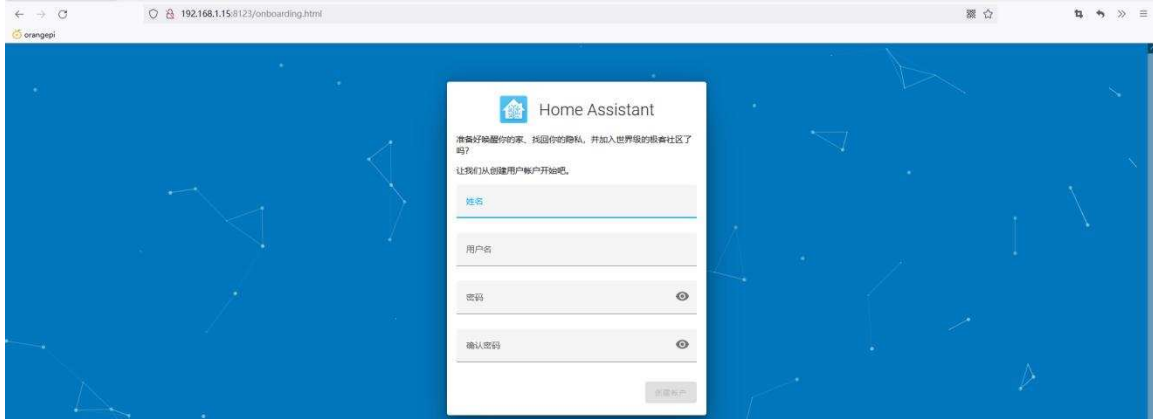 192.168.1.15:8123/onboarding.html
orangepi
Home Assistant
准备好唤醒你的家、找回你的隐私，并加入世界级的极客社区了
吗?
让我们从创建用户帐户开始吧。
姓名
用户名
密码
确认密码
创建帐户